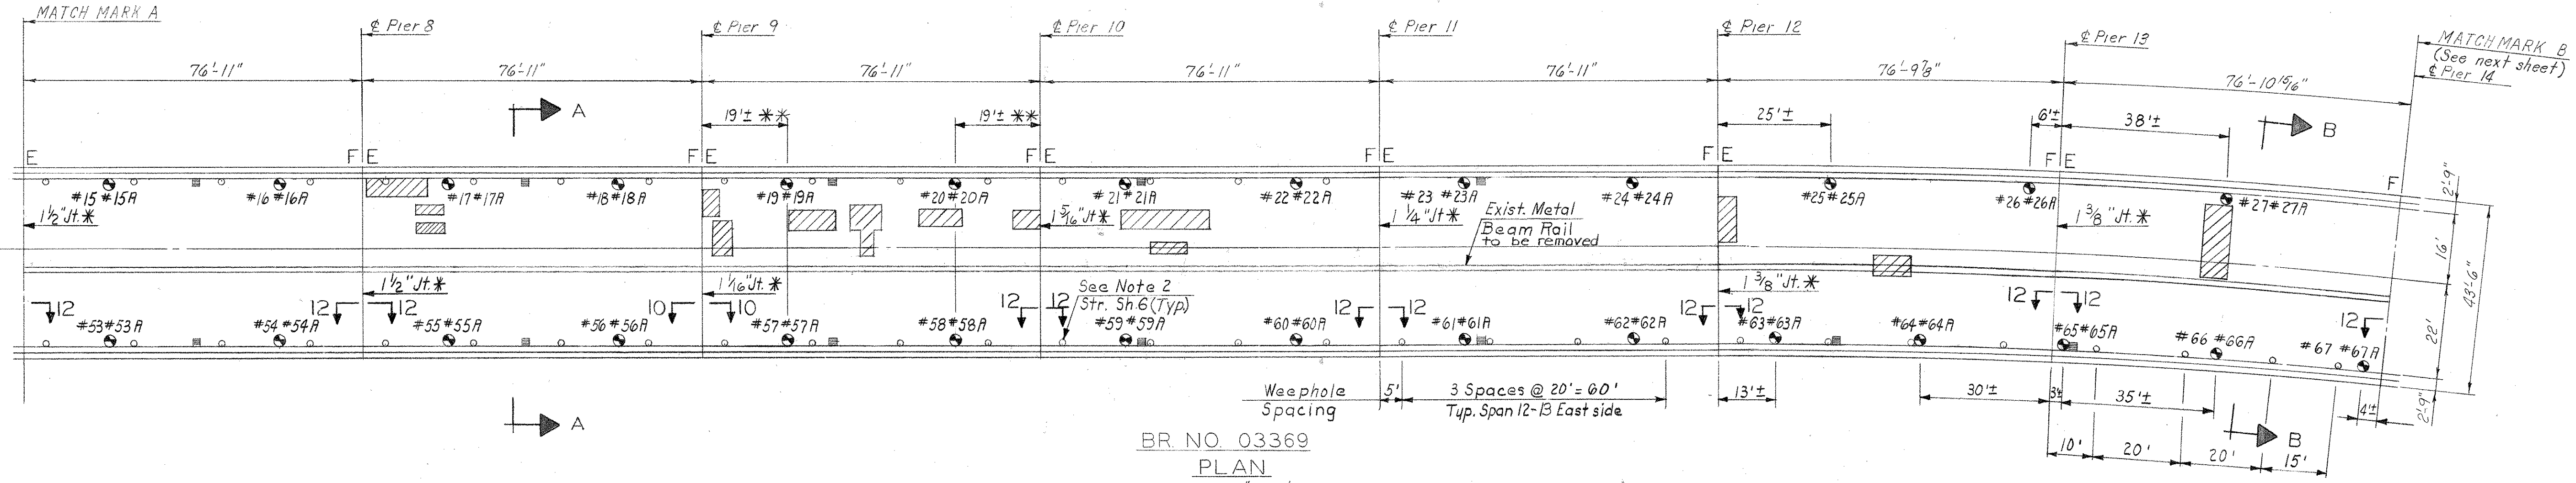 MATCH MARK A
℄ Pier 8
℄ Pier 9
℄ Pier 10
℄ Pier 11
℄ Pier 12
℄ Pier 13
MATCH MARK B
(See next sheet)
℄ Pier 14
76'-11"
76'-11"
76'-11"
76'-11"
76'-11"
76'-9⅞"
76'-10 15/16"
A
19'± **
19'± **
25'±
6'±
38'±
B
E
F E
F E
F E
F E
F E
F E
F
#15 #15A
#16 #16A
#17 #17A
#18 #18A
#19 #19A
#20 #20A
#21 #21A
#22 #22A
#23 #23A
#24 #24A
#25 #25A
#26 #26A
#27 #27A
2'-9"
1½" Jt. *
1 5/16" Jt *
1 ¼" Jt *
Exist. Metal
Beam Rail
to be removed
1 3/8" Jt. *
16'
43'-6"
1½" Jt. *
1 1/16" Jt. *
See Note 2
Str. Sh. 6 (Typ)
1 3/8" Jt. *
12
12
12
10
10
12
12
12
12
12
12
12
12
12
#53 #53A
#54 #54A
#55 #55A
#56 #56A
#57 #57A
#58 #58A
#59 #59A
#60 #60A
#61 #61A
#62 #62A
#63 #63A
#64 #64A
#65 #65A
#66 #66A
#67 #67A
22'
2'-9"
Weephole
Spacing
5'
3 Spaces @ 20' = 60'
Typ. Span 12-13 East side
13'±
30'±
35'±
4'±
A
B
10'
20'
20'
15'
BR. NO. 03369
PLAN